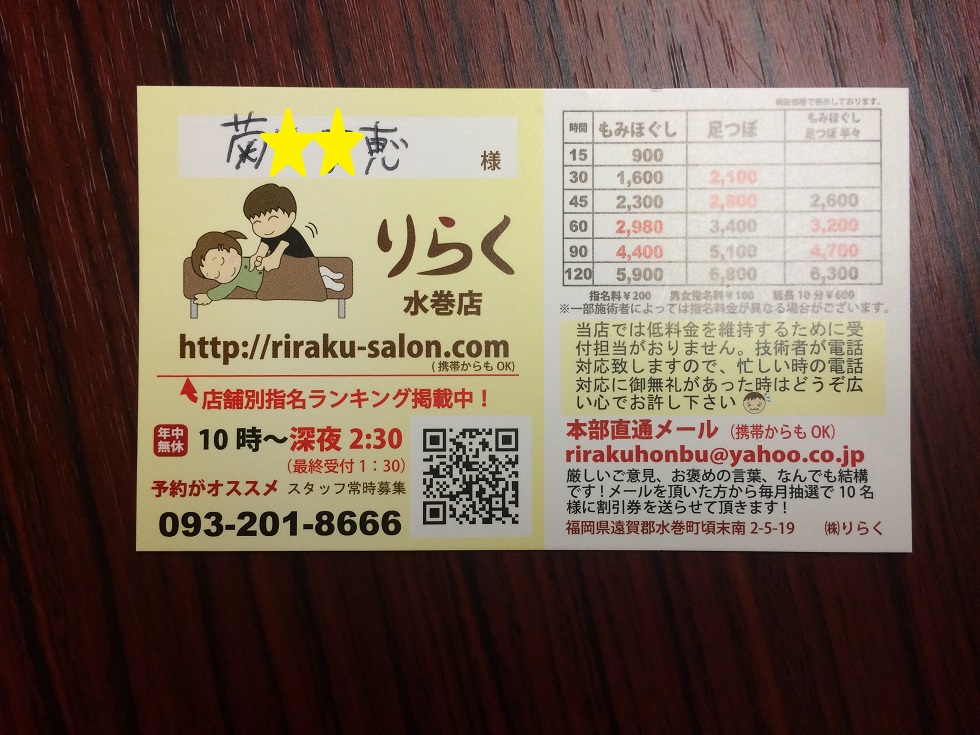 菊 恵 様
りらく
水巻店
http://riraku-salon.com
(携帯からもOK)
店舗別指名ランキング掲載中！
年中無休 10時～深夜2:30
(最終受付1：30)
予約がオススメ スタッフ常時募集
093-201-8666
税込価格で表示しております。
時間 もみほぐし 足つぼ もみほぐし 足つぼ 半々
15 900
30 1,600 2,100
45 2,300 2,800 2,600
60 2,980 3,400 3,200
90 4,400 5,100 4,700
120 5,900 6,800 6,300
指名料￥200 男女指名料￥100 延長10分￥600
※一部施術者によっては指名料金が異なる場合がございます。
当店では低料金を維持するために受
付担当がおりません。技術者が電話
対応致しますので、忙しい時の電話
対応に御無礼があった時はどうぞ広
い心でお許し下さい
本部直通メール (携帯からもOK)
rirakuhonbu@yahoo.co.jp
厳しいご意見、お褒めの言葉、なんでも結構
です！メールを頂いた方から毎月抽選で10名
様に割引券を送らせて頂きます！
福岡県遠賀郡水巻町頃末南2-5-19 ㈱りらく